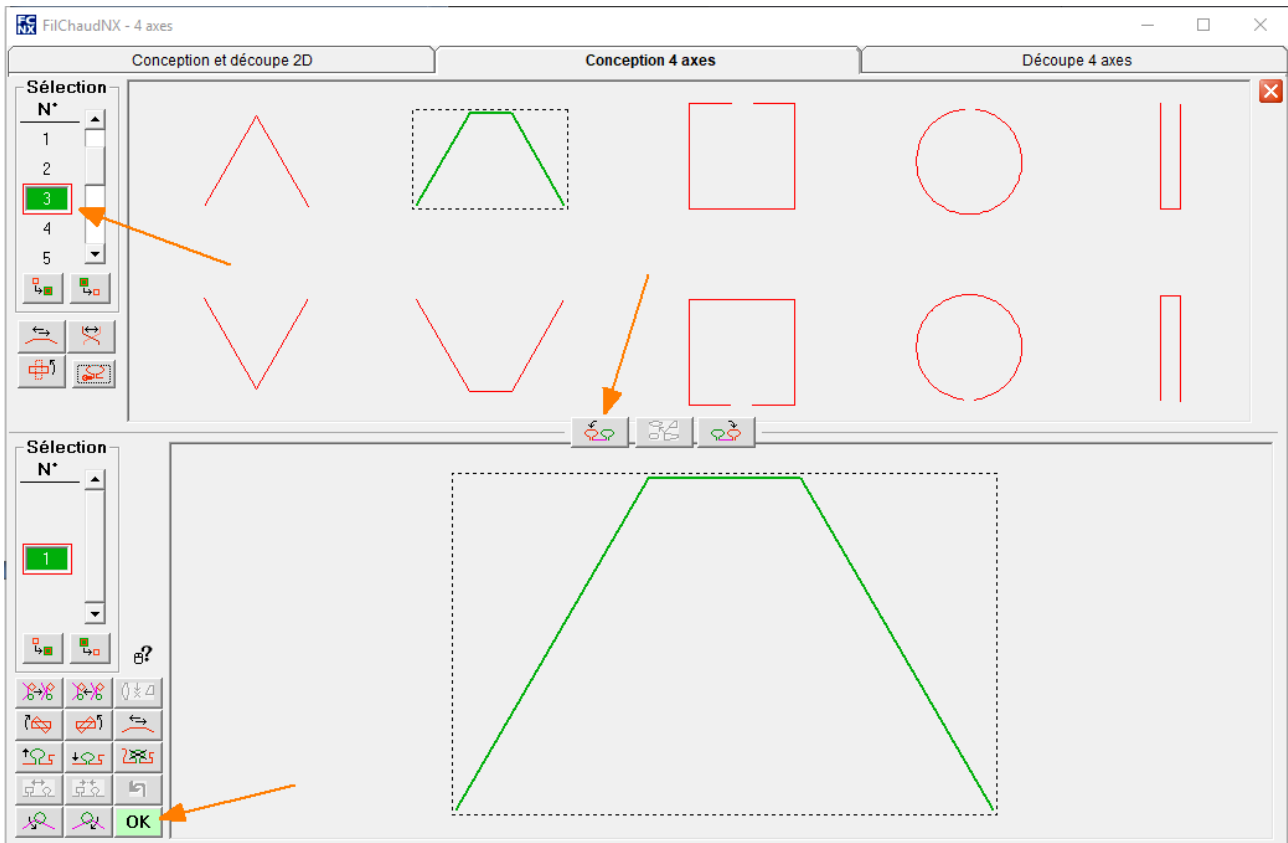 FC NX FilChaudNX - 4 axes
Conception et découpe 2D
Conception 4 axes
Découpe 4 axes
Sélection
N°
1
2
3
4
5
Sélection
N°
1
?
OK